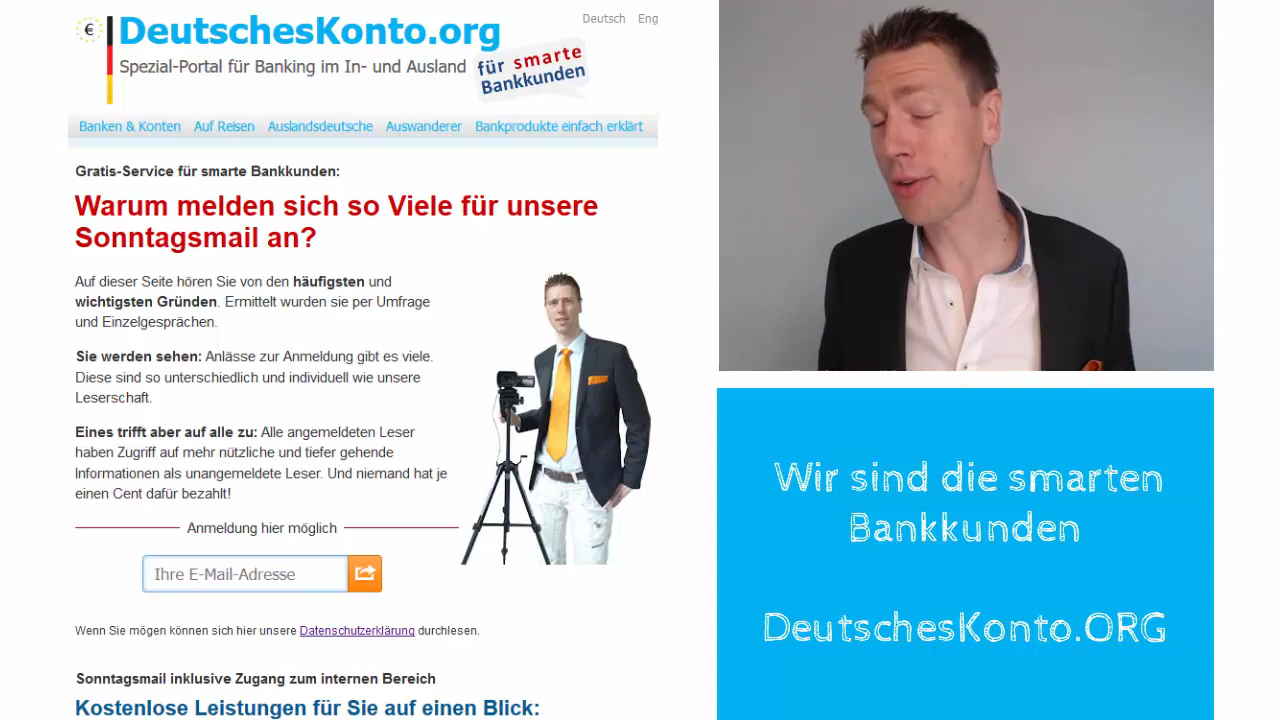 €
DeutschesKonto.org
Deutsch Eng
Spezial-Portal für Banking im In- und Ausland
für smarte
Bankkunden
Banken & Konten Auf Reisen Auslandsdeutsche Auswanderer Bankprodukte einfach erklärt
Gratis-Service für smarte Bankkunden:
Warum melden sich so Viele für unsere
Sonntagsmail an?
Auf dieser Seite hören Sie von den häufigsten und
wichtigsten Gründen. Ermittelt wurden sie per Umfrage
und Einzelgesprächen.
Sie werden sehen: Anlässe zur Anmeldung gibt es viele.
Diese sind so unterschiedlich und individuell wie unsere
Leserschaft.
Eines trifft aber auf alle zu: Alle angemeldeten Leser
haben Zugriff auf mehr nützliche und tiefer gehende
Informationen als unangemeldete Leser. Und niemand hat je
einen Cent dafür bezahlt!
Anmeldung hier möglich
Ihre E-Mail-Adresse
Wenn Sie mögen können sich hier unsere Datenschutzerklärung durchlesen.
Sonntagsmail inklusive Zugang zum internen Bereich
Kostenlose Leistungen für Sie auf einen Blick:
Wir sind die smarten
Bankkunden
DeutschesKonto.ORG